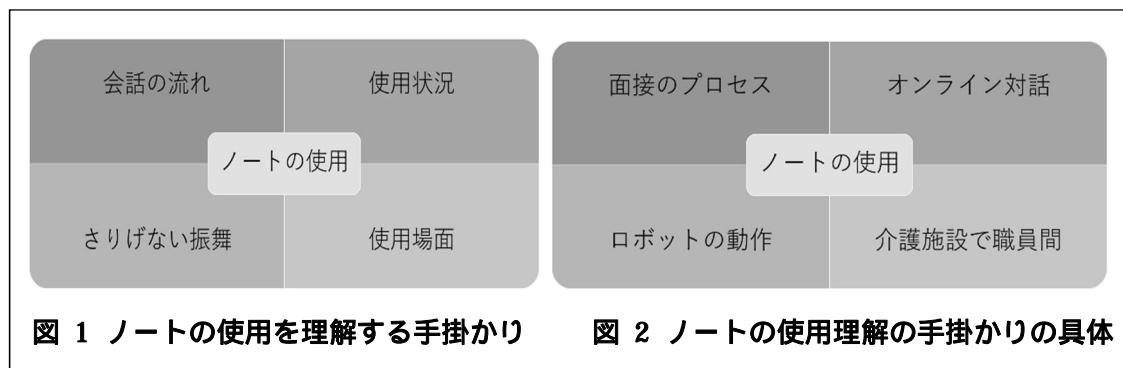 会話の流れ
使用状況
ノートの使用
さりげない振舞
使用場面
図 1 ノートの使用を理解する手掛かり
面接のプロセス
オンライン対話
ノートの使用
ロボットの動作
介護施設で職員間
図 2 ノートの使用理解の手掛かりの具体